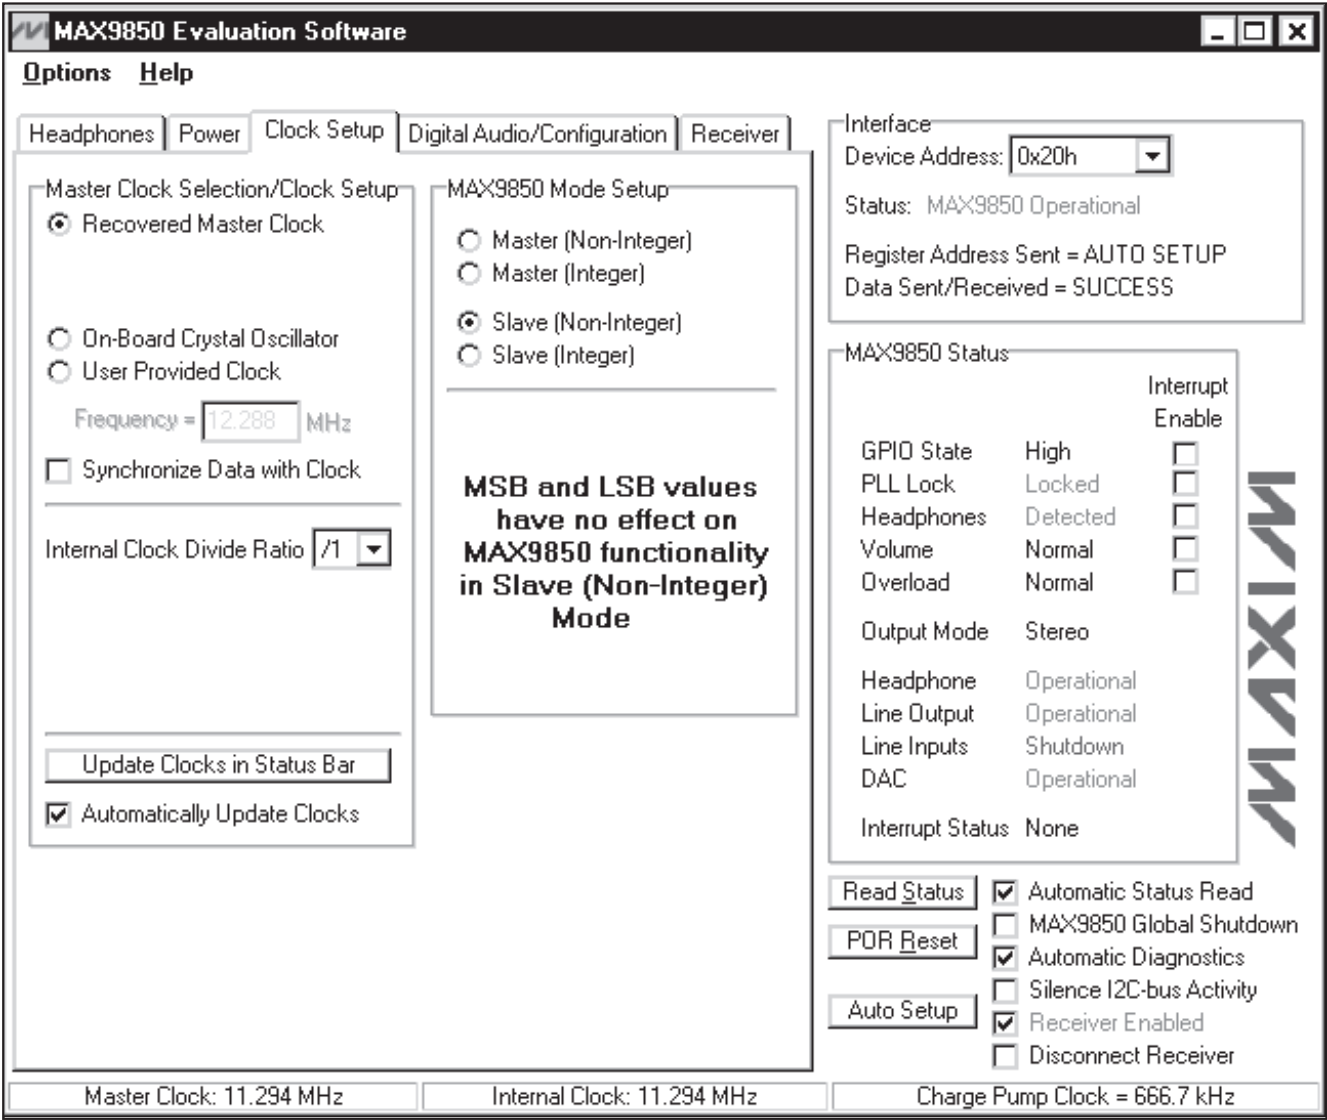 MAX9850 Evaluation Software
Options Help
Headphones Power Clock Setup Digital Audio/Configuration Receiver
Master Clock Selection/Clock Setup
Recovered Master Clock
On-Board Crystal Oscillator
User Provided Clock
Frequency = 12.288 MHz
Synchronize Data with Clock
Internal Clock Divide Ratio /1
Update Clocks in Status Bar
Automatically Update Clocks
MAX9850 Mode Setup
Master (Non-Integer)
Master (Integer)
Slave (Non-Integer)
Slave (Integer)
MSB and LSB values
have no effect on
MAX9850 functionality
in Slave (Non-Integer)
Mode
Interface
Device Address: 0x20h
Status: MAX9850 Operational
Register Address Sent = AUTO SETUP
Data Sent/Received = SUCCESS
MAX9850 Status
Interrupt
Enable
GPIO State High
PLL Lock Locked
Headphones Detected
Volume Normal
Overload Normal
Output Mode Stereo
Headphone Operational
Line Output Operational
Line Inputs Shutdown
DAC Operational
Interrupt Status None
MAXIM
Read Status
POR Reset
Auto Setup
Automatic Status Read
MAX9850 Global Shutdown
Automatic Diagnostics
Silence I2C-bus Activity
Receiver Enabled
Disconnect Receiver
Master Clock: 11.294 MHz
Internal Clock: 11.294 MHz
Charge Pump Clock = 666.7 kHz